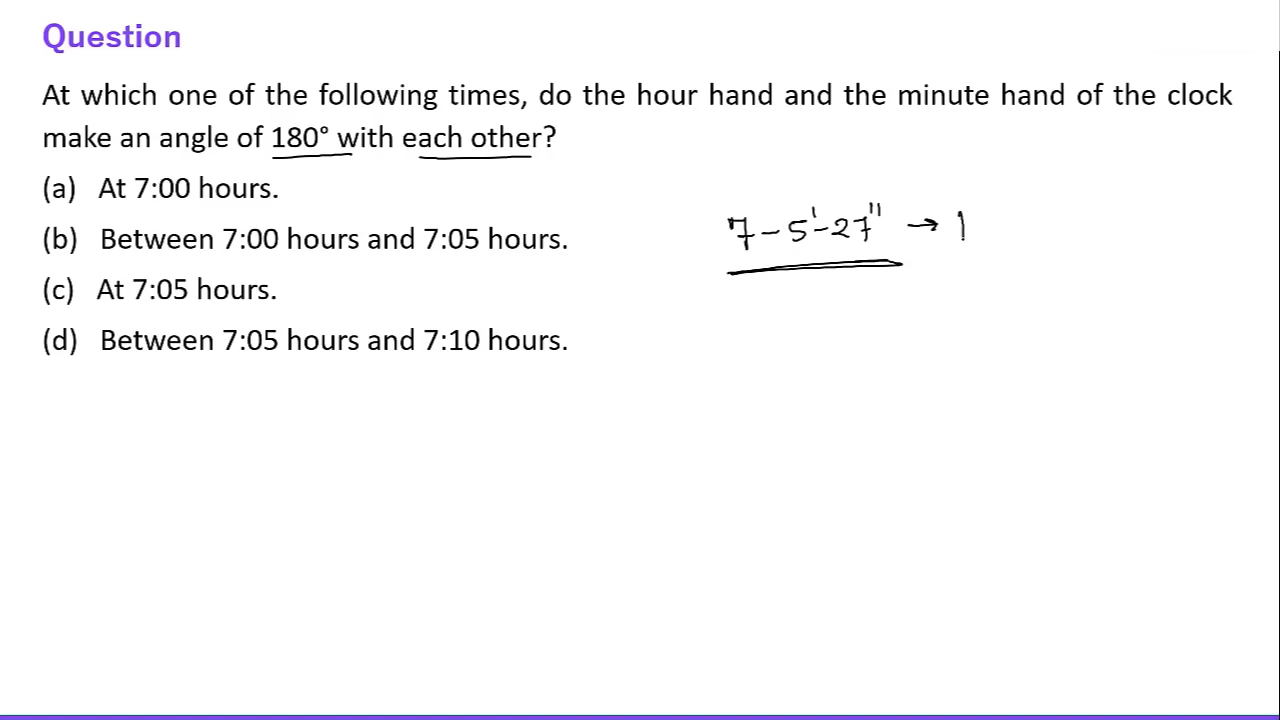 Question
At which one of the following times, do the hour hand and the minute hand of the clock
make an angle of 180° with each other?
(a) At 7:00 hours.
(b) Between 7:00 hours and 7:05 hours.
(c) At 7:05 hours.
(d) Between 7:05 hours and 7:10 hours.
7-5'-27" → 1